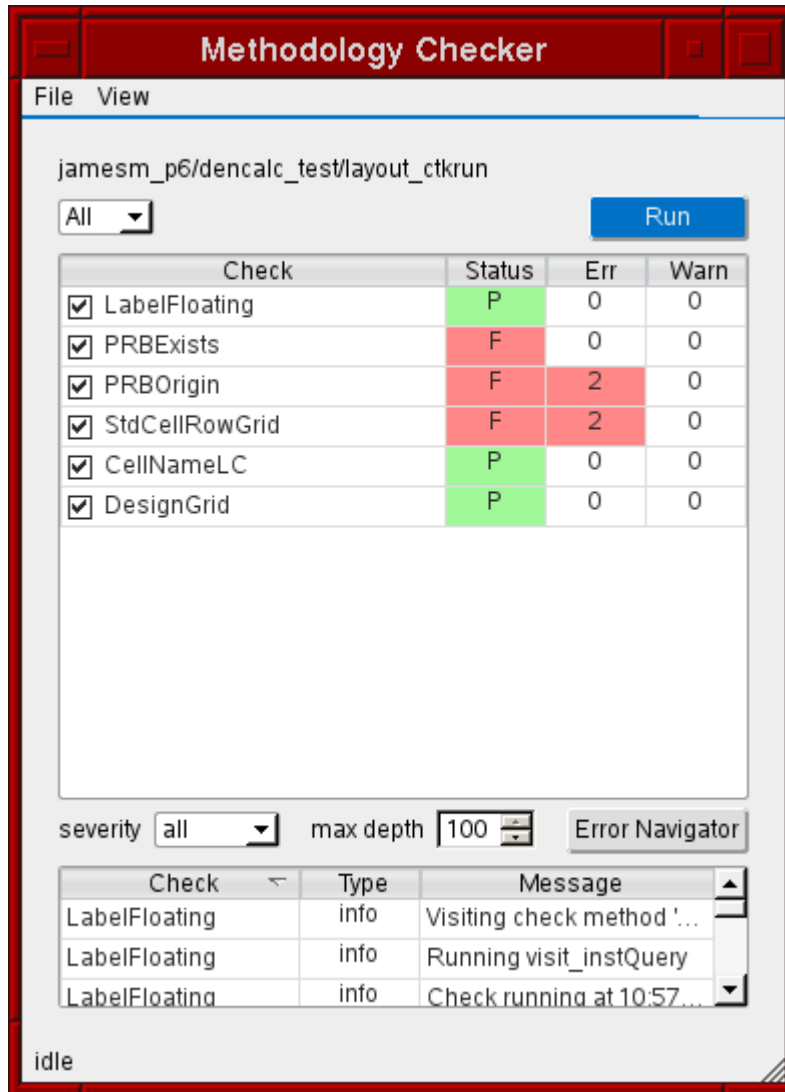 Methodology Checker
File View
jamesm_p6/dencalc_test/layout_ctkrun
All Run
Check Status Err Warn
LabelFloating P 0 0
PRBExists F 0 0
PRBOrigin F 2 0
StdCellRowGrid F 2 0
CellNameLC P 0 0
DesignGrid P 0 0
severity all max depth 100 Error Navigator
Check Type Message
LabelFloating info Visiting check method '...
LabelFloating info Running visit_instQuery
LabelFloating info Check running at 10:57...
idle